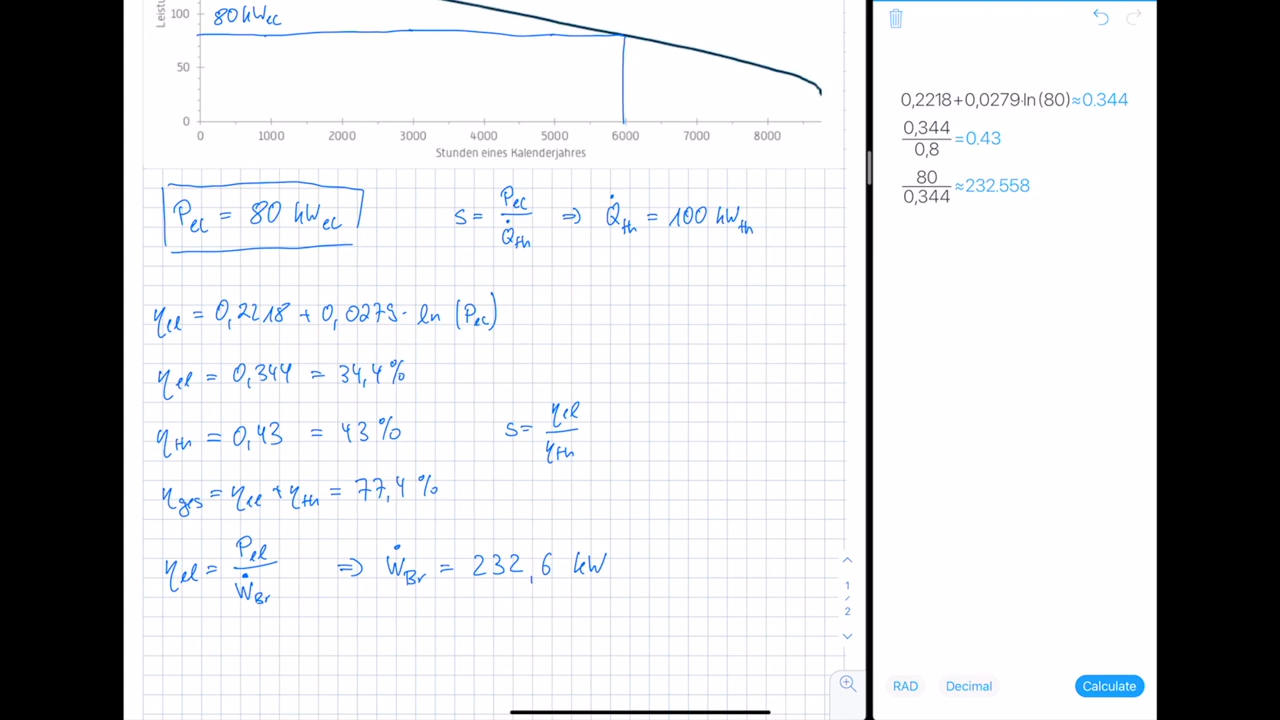 Leistu
100
80 kWel
50
0
0 1000 2000 3000 4000 5000 6000 7000 8000
Stunden eines Kalenderjahres
Pel = 80 kWel
s = Pel / Q̇th ⇒ Q̇th = 100 kWth
ηel = 0,2218 + 0,0279 · ln (Pel)
ηel = 0,344 = 34,4 %
ηth = 0,43 = 43 %
s = ηel / ηth
ηges = ηel + ηth = 77,4 %
ηel = Pel / ẆBr ⇒ ẆBr = 232,6 kW
1
/
2
0,2218+0,0279·ln(80)≈0.344
0,344 / 0,8 =0.43
80 / 0,344 ≈232.558
RAD Decimal Calculate